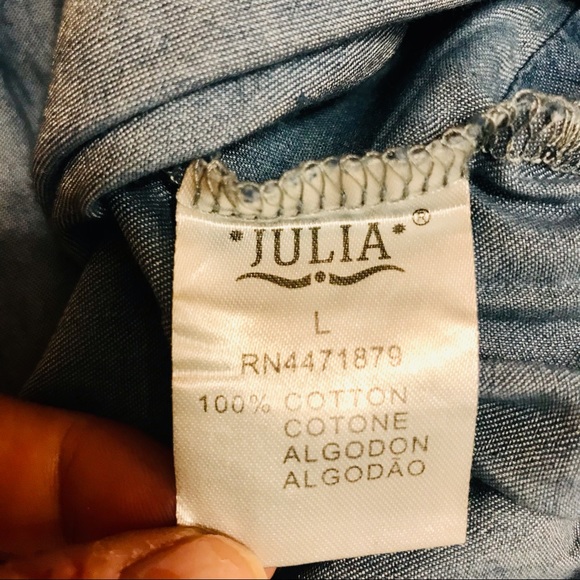 *JULIA*®
L
RN4471879
100% COTTON
COTONE
ALGODON
ALGODÃO